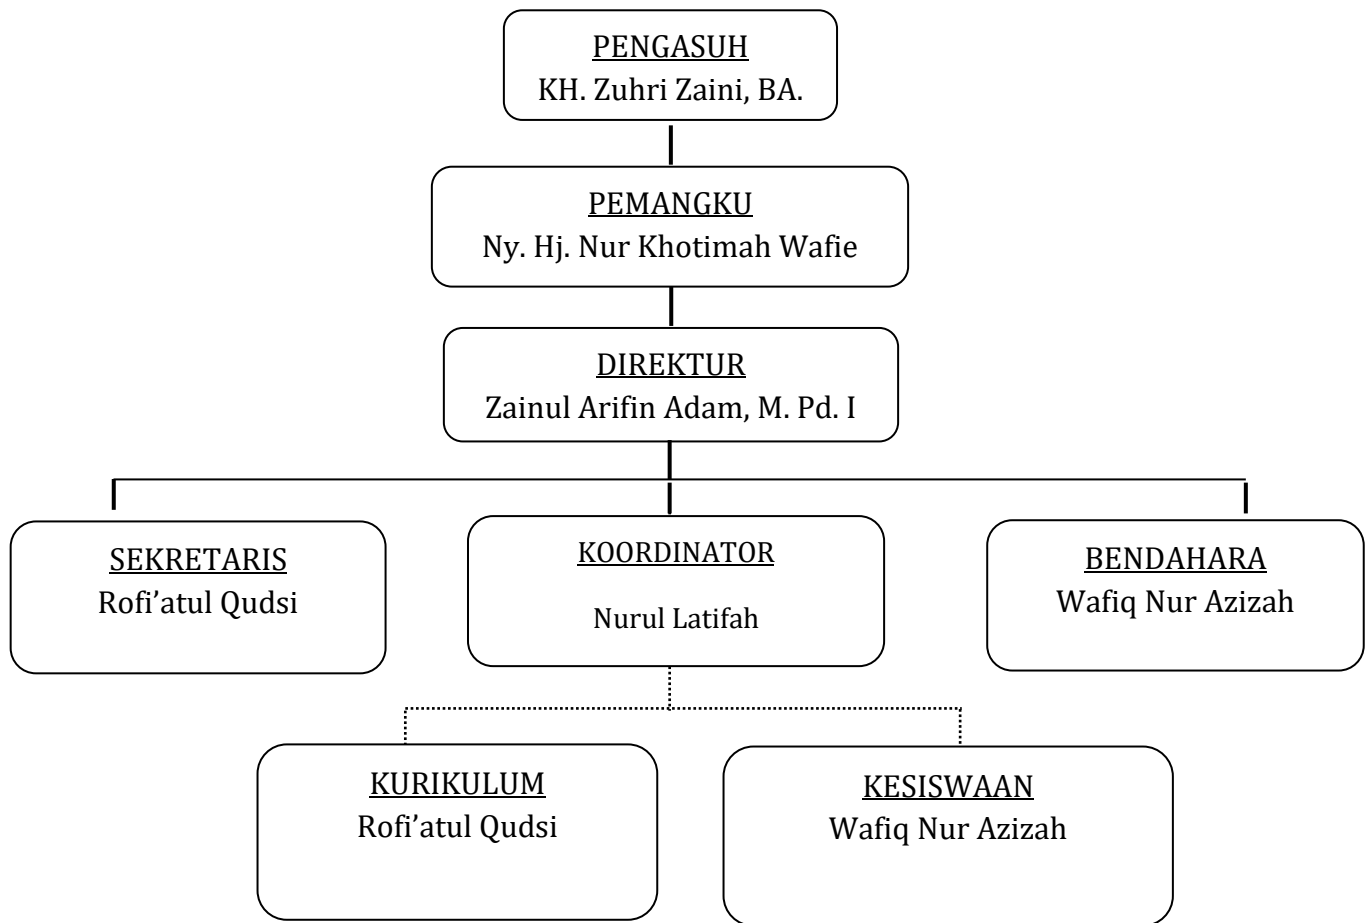 PENGASUH
KH. Zuhri Zaini, BA.
PEMANGKU
Ny. Hj. Nur Khotimah Wafie
DIREKTUR
Zainul Arifin Adam, M. Pd. I
SEKRETARIS
Rofi’atul Qudsi
KOORDINATOR
Nurul Latifah
BENDAHARA
Wafiq Nur Azizah
KURIKULUM
Rofi’atul Qudsi
KESISWAAN
Wafiq Nur Azizah